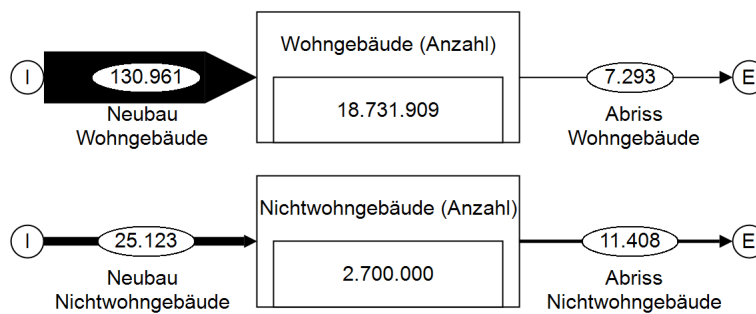 Wohngebäude (Anzahl)
I
130.961
18.731.909
7.293
E
Neubau
Wohngebäude
Abriss
Wohngebäude
Nichtwohngebäude (Anzahl)
I
25.123
2.700.000
11.408
E
Neubau
Nichtwohngebäude
Abriss
Nichtwohngebäude